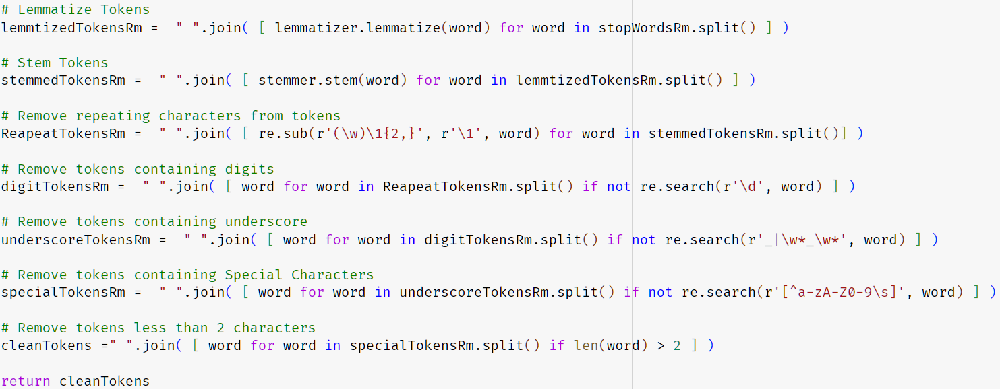 # Lemmatize Tokens
lemmtizedTokensRm =  " ".join( [ lemmatizer.lemmatize(word) for word in stopWordsRm.split() ] )
# Stem Tokens
stemmedTokensRm =  " ".join( [ stemmer.stem(word) for word in lemmtizedTokensRm.split() ] )
# Remove repeating characters from tokens
ReapeatTokensRm =  " ".join( [ re.sub(r'(\w)\1{2,}', r'\1', word) for word in stemmedTokensRm.split()] )
# Remove tokens containing digits
digitTokensRm =  " ".join( [ word for word in ReapeatTokensRm.split() if not re.search(r'\d', word) ] )
# Remove tokens containing underscore
underscoreTokensRm =  " ".join( [ word for word in digitTokensRm.split() if not re.search(r'_|\w*_\w*', word) ] )
# Remove tokens containing Special Characters
specialTokensRm =  " ".join( [ word for word in underscoreTokensRm.split() if not re.search(r'[^a-zA-Z0-9\s]', word) ] )
# Remove tokens less than 2 characters
cleanTokens =" ".join( [ word for word in specialTokensRm.split() if len(word) > 2 ] )
return cleanTokens